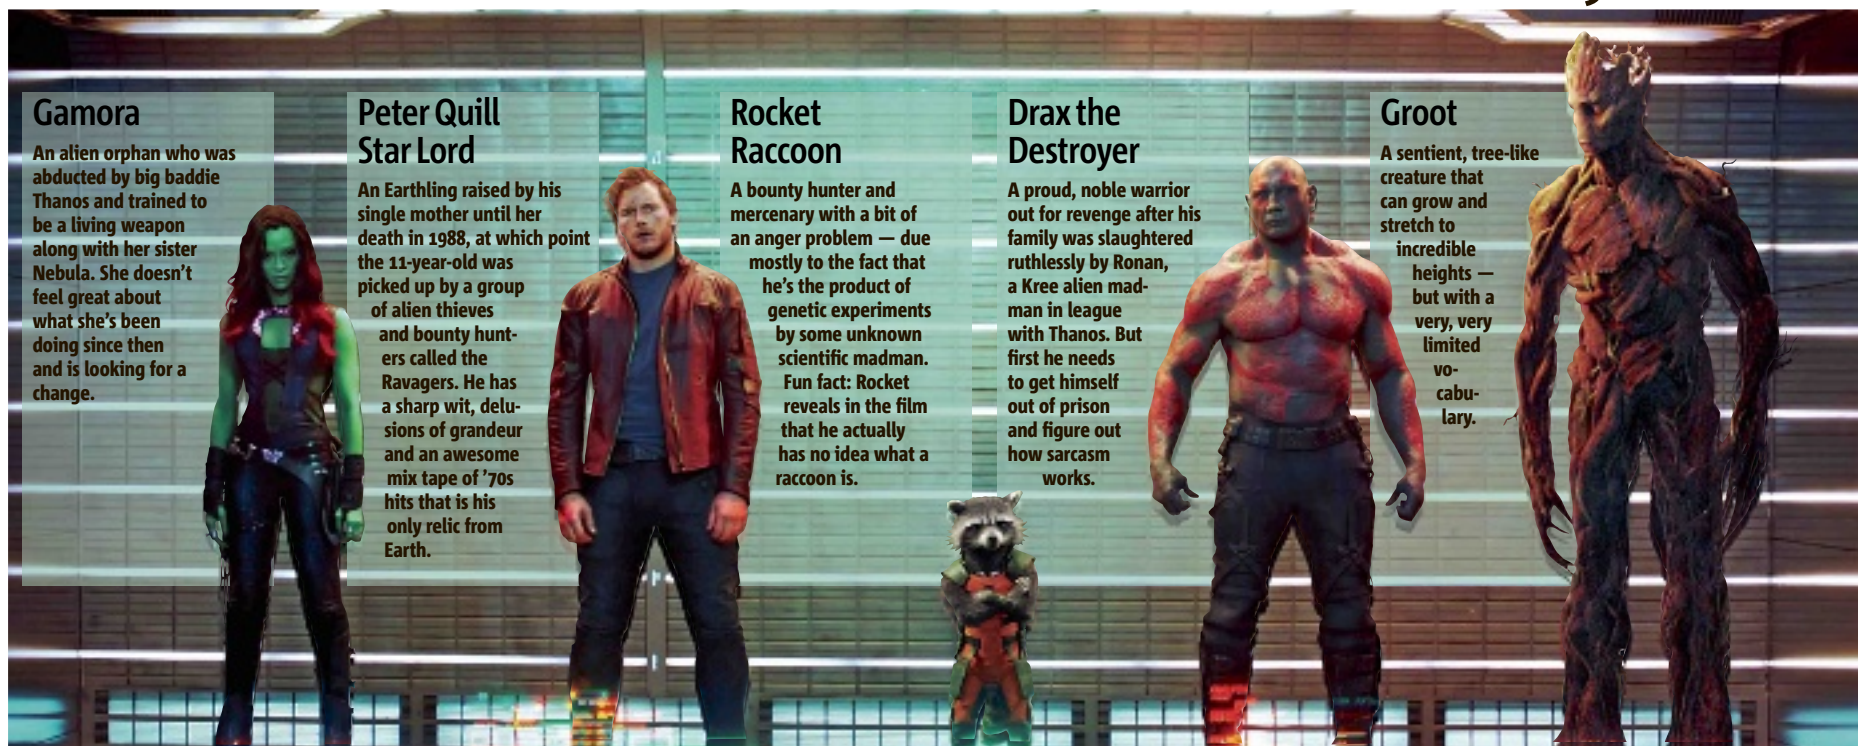 Gamora
An alien orphan who was
abducted by big baddie
Thanos and trained to
be a living weapon
along with her sister
Nebula. She doesn’t
feel great about
what she’s been
doing since then
and is looking for a
change.
Peter Quill
Star Lord
An Earthling raised by his
single mother until her
death in 1988, at which point
the 11-year-old was
picked up by a group
of alien thieves
and bounty hunt-
ers called the
Ravagers. He has
a sharp wit, delu-
sions of grandeur
and an awesome
mix tape of ’70s
hits that is his
only relic from
Earth.
Rocket
Raccoon
A bounty hunter and
mercenary with a bit of
an anger problem — due
mostly to the fact that
he’s the product of
genetic experiments
by some unknown
scientific madman.
Fun fact: Rocket
reveals in the film
that he actually
has no idea what a
raccoon is.
Drax the
Destroyer
A proud, noble warrior
out for revenge after his
family was slaughtered
ruthlessly by Ronan,
a Kree alien mad-
man in league
with Thanos. But
first he needs
to get himself
out of prison
and figure out
how sarcasm
works.
Groot
A sentient, tree-like
creature that
can grow and
stretch to
incredible
heights —
but with a
very, very
limited
vo-
cabu-
lary.